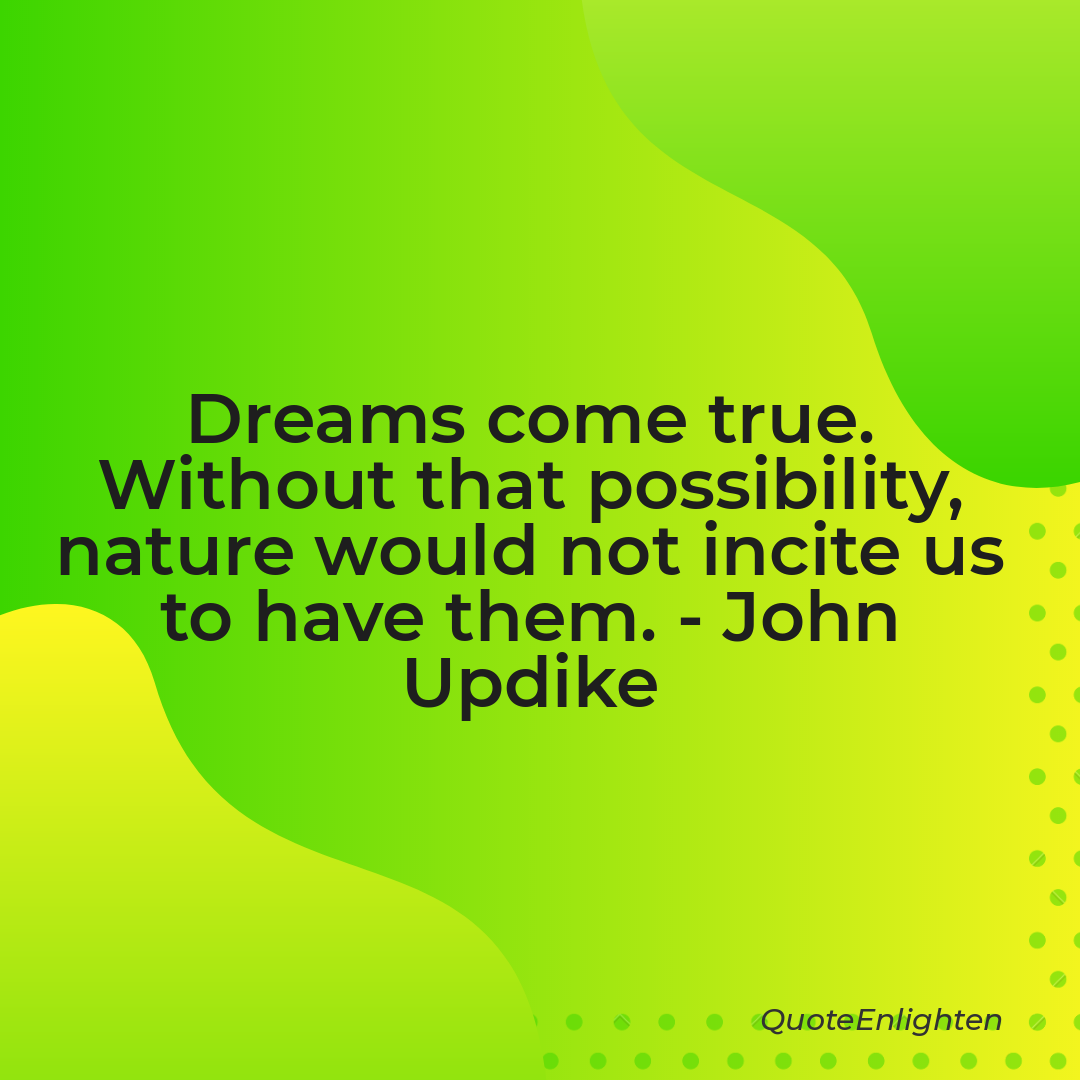 Dreams come true.
Without that possibility,
nature would not incite us
to have them. - John
Updike
QuoteEnlighten